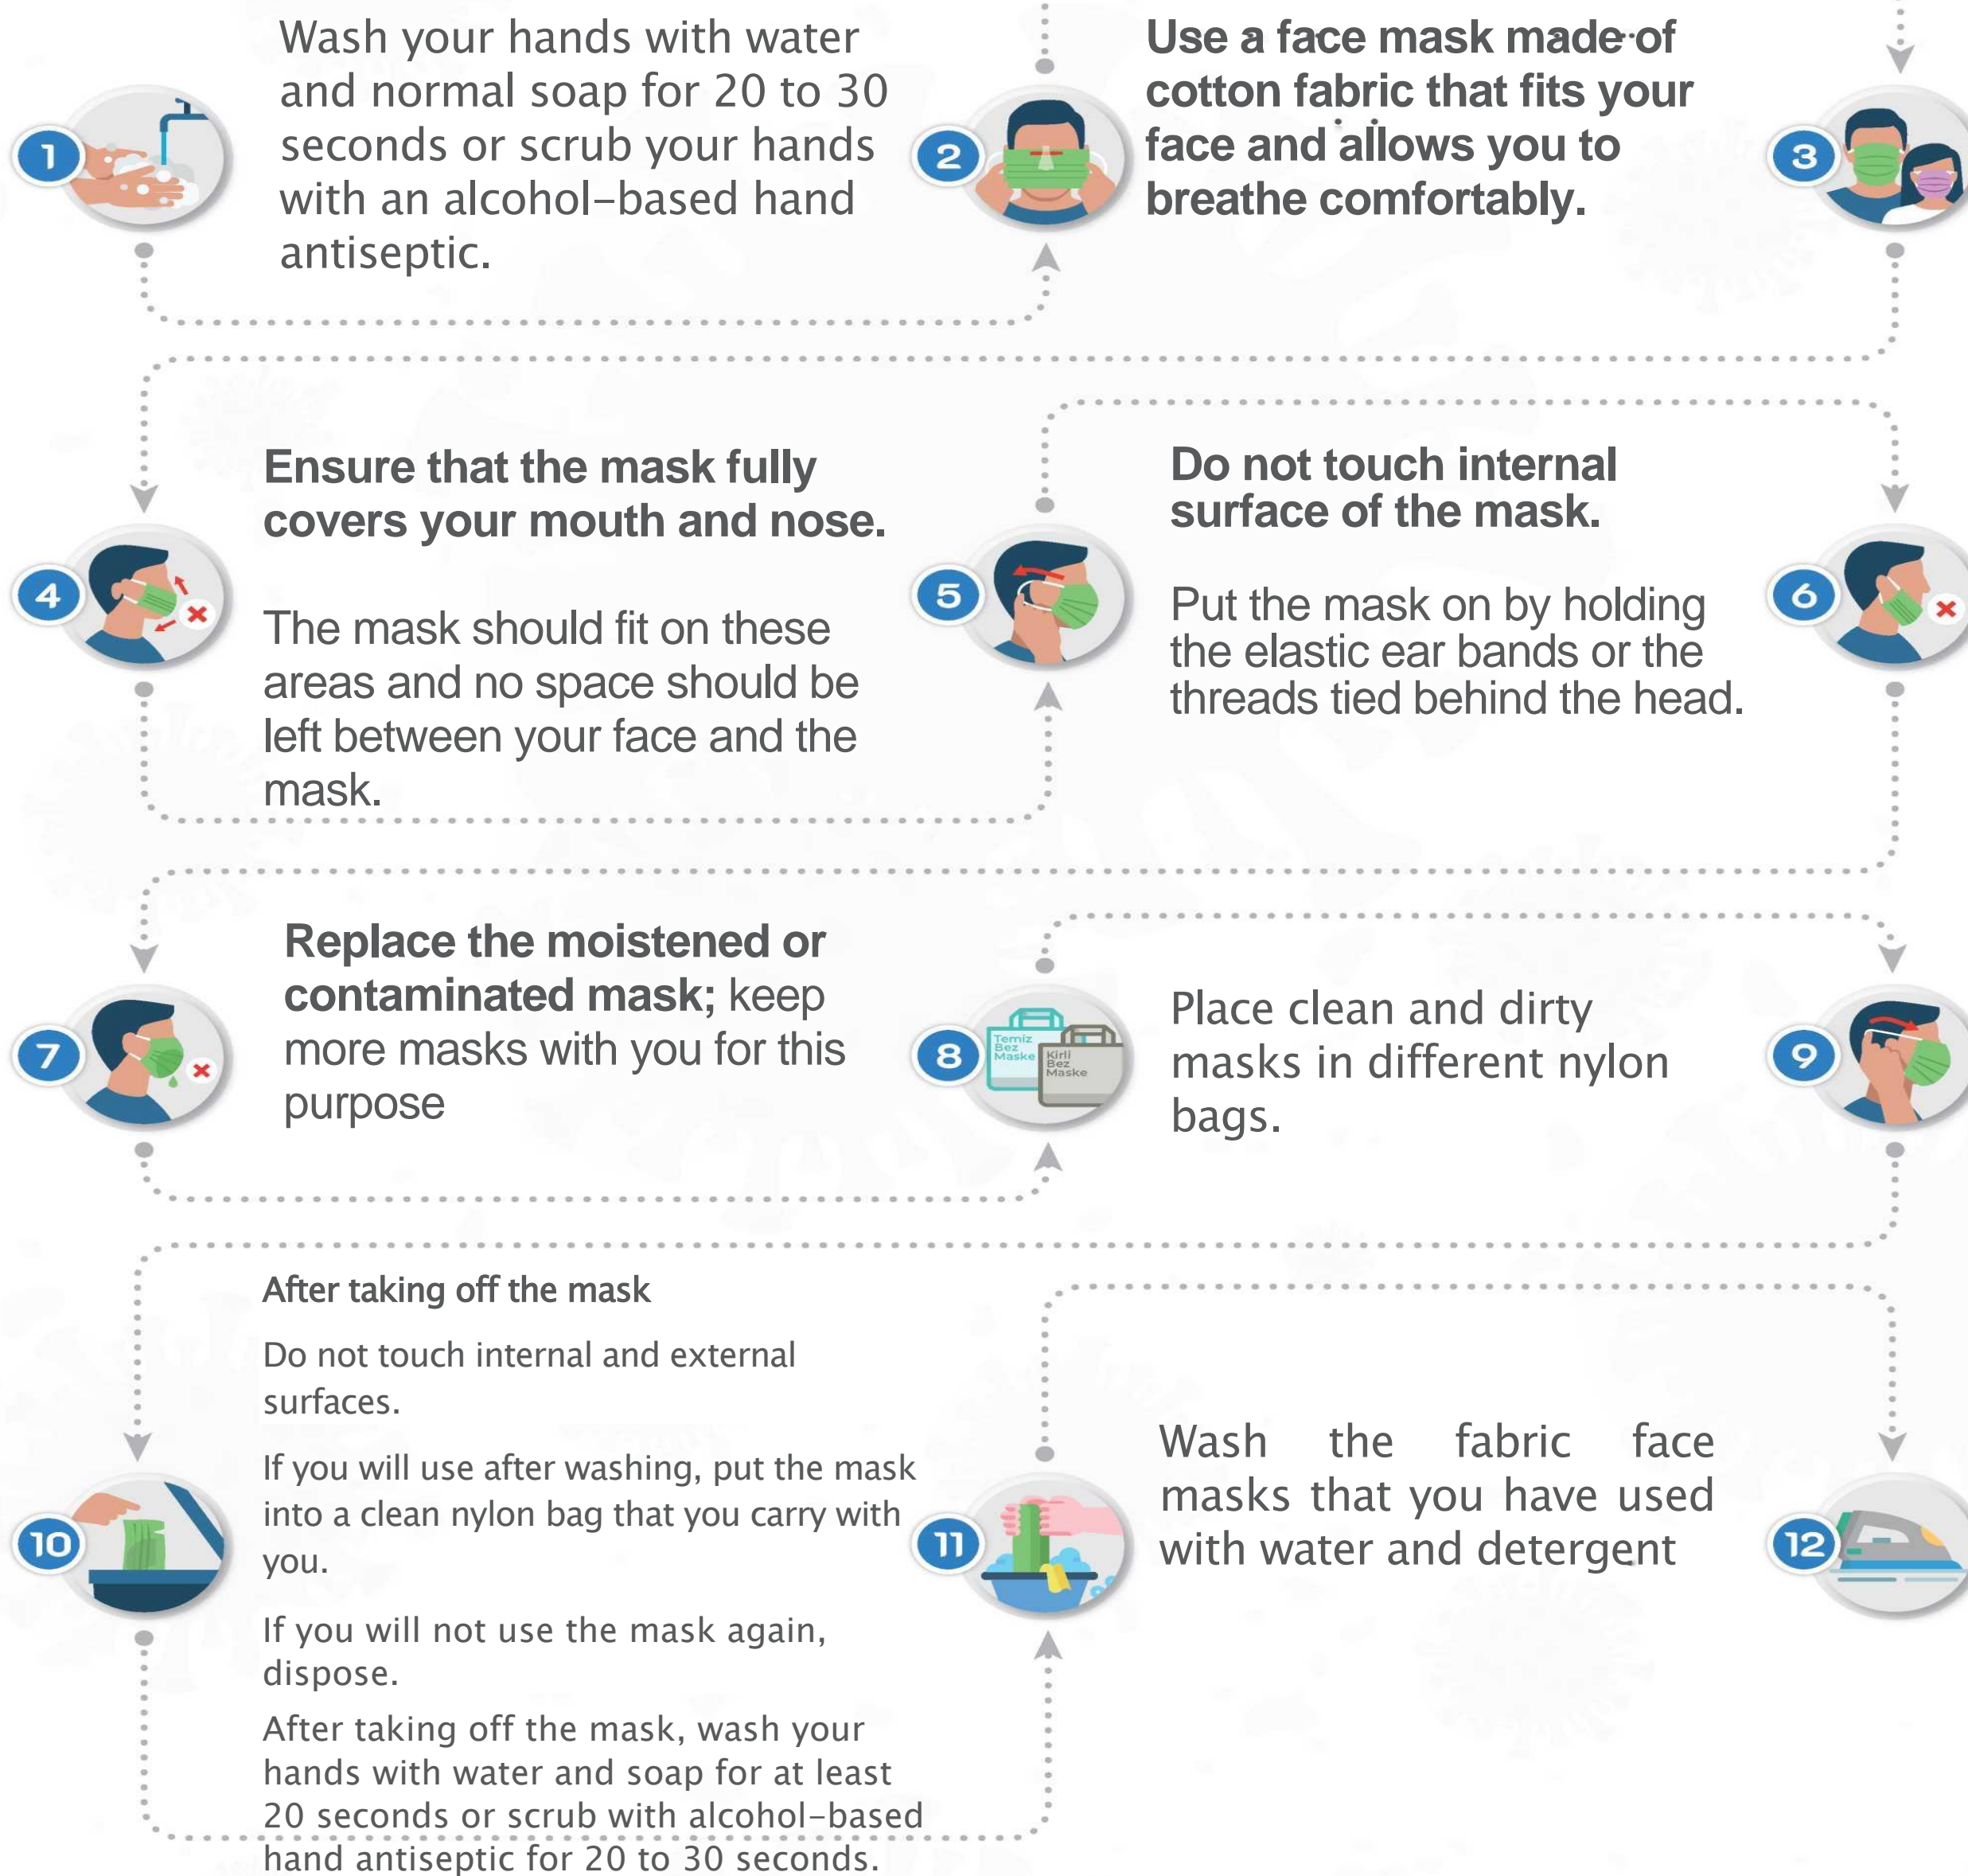 1
Wash your hands with water
and normal soap for 20 to 30
seconds or scrub your hands
with an alcohol-based hand
antiseptic.
2
Use a face mask made of
cotton fabric that fits your
face and allows you to
breathe comfortably.
3
4
Ensure that the mask fully
covers your mouth and nose.
The mask should fit on these
areas and no space should be
left between your face and the
mask.
5
Do not touch internal
surface of the mask.
Put the mask on by holding
the elastic ear bands or the
threads tied behind the head.
6
7
Replace the moistened or
contaminated mask; keep
more masks with you for this
purpose
8
Temiz
Bez
Maske
Kirli
Bez
Maske
Place clean and dirty
masks in different nylon
bags.
9
10
After taking off the mask
Do not touch internal and external
surfaces.
If you will use after washing, put the mask
into a clean nylon bag that you carry with
you.
If you will not use the mask again,
dispose.
After taking off the mask, wash your
hands with water and soap for at least
20 seconds or scrub with alcohol-based
hand antiseptic for 20 to 30 seconds.
11
Wash the fabric face
masks that you have used
with water and detergent
12